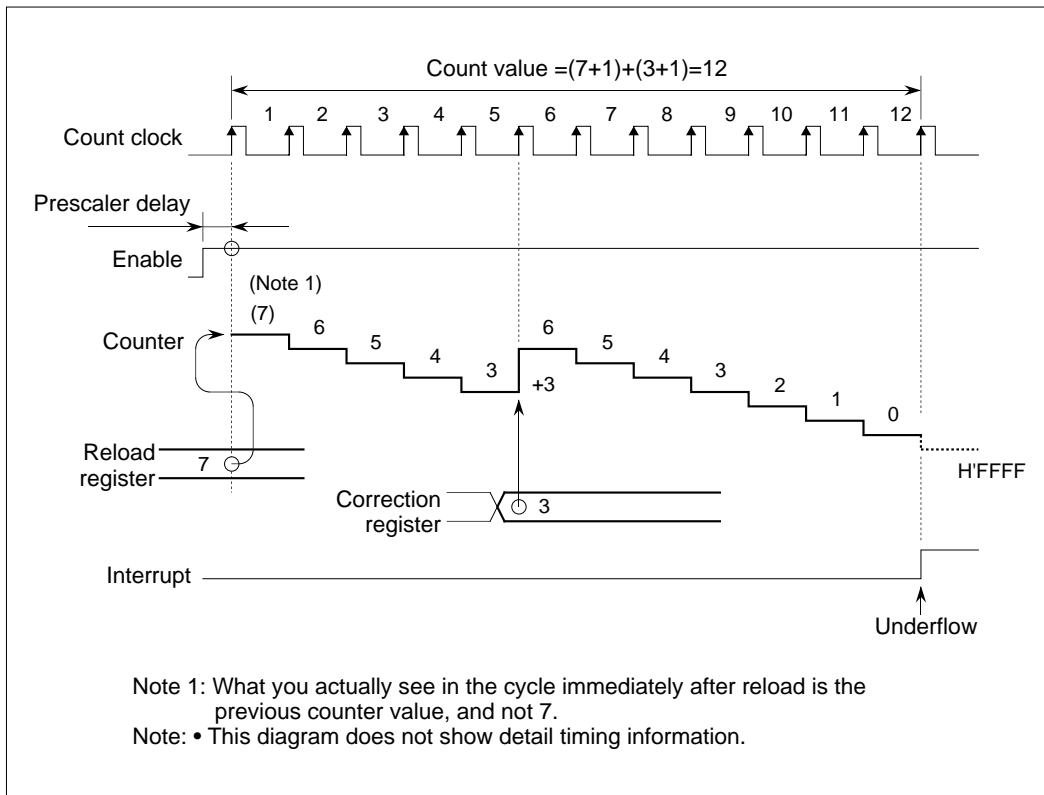 Count value =(7+1)+(3+1)=12
1 2 3 4 5 6 7 8 9 10 11 12
Count clock
Prescaler delay
Enable
(Note 1)
(7) 6 5 4 3 6 5 4 3 2 1 0
Counter
+3
Reload
register
7
H'FFFF
Correction
register
3
Interrupt
Underflow
Note 1: What you actually see in the cycle immediately after reload is the
previous counter value, and not 7.
Note: • This diagram does not show detail timing information.